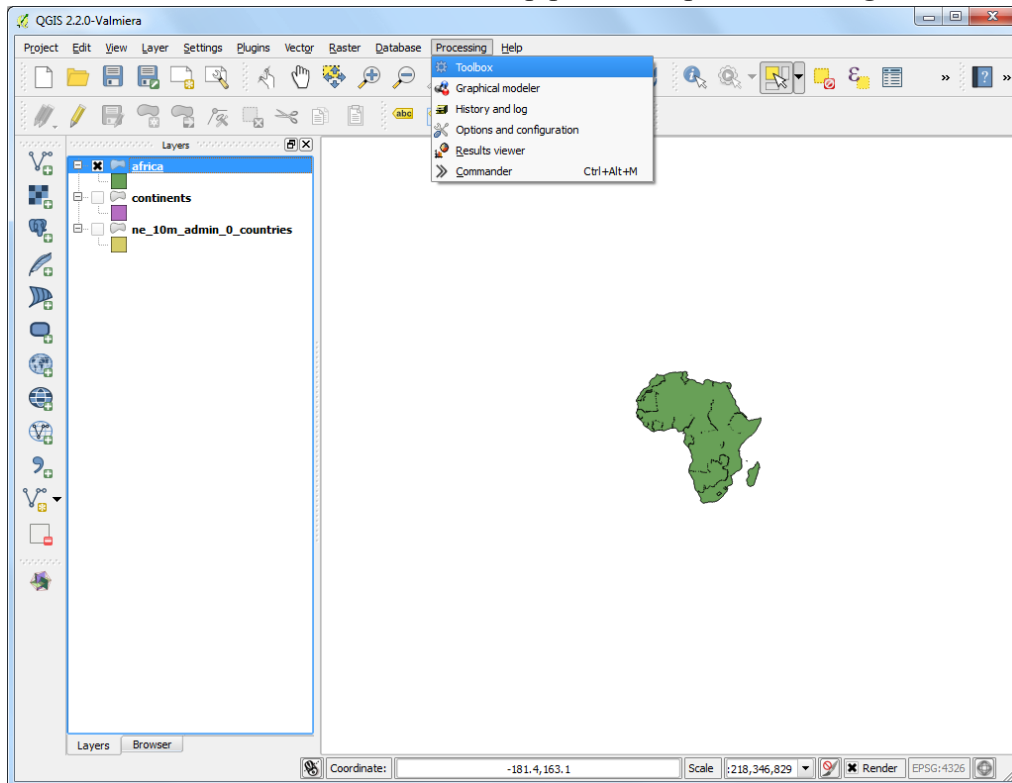 QGIS 2.2.0-Valmiera
Project Edit View Layer Settings Plugins Vector Raster Database Processing Help
Toolbox
Graphical modeler
History and log
Options and configuration
Results viewer
Commander Ctrl+Alt+M
abc
Layers
africa
continents
ne_10m_admin_0_countries
Layers Browser
Coordinate: -181.4,163.1 Scale :218,346,829 Render EPSG:4326